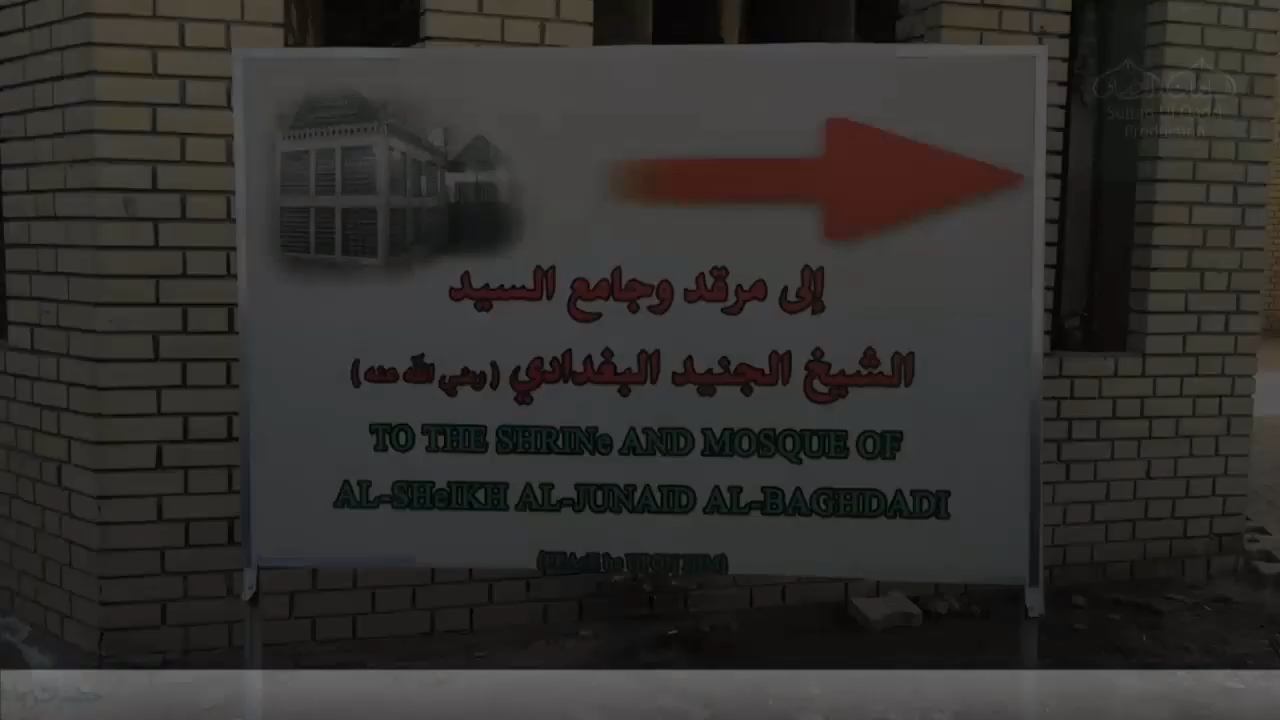 إلى مرقد وجامع السيد
الشيخ الجنيد البغدادي (رضي الله عنه)
TO THE SHRINe AND MOSQUE OF
AL-SHeIKH AL-JUNAID AL-BAGHDADI
Production